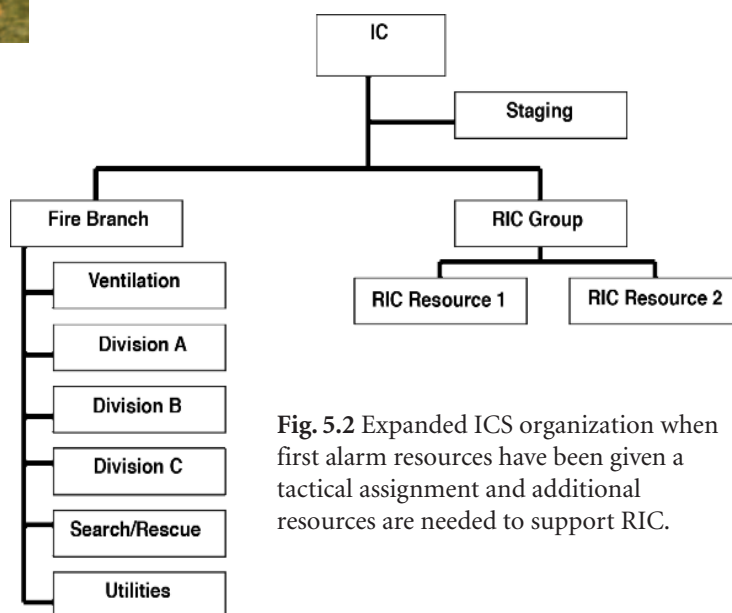 IC
Staging
Fire Branch
RIC Group
Ventilation
RIC Resource 1
RIC Resource 2
Division A
Division B
Division C
Search/Rescue
Utilities
Fig. 5.2 Expanded ICS organization when
first alarm resources have been given a
tactical assignment and additional
resources are needed to support RIC.